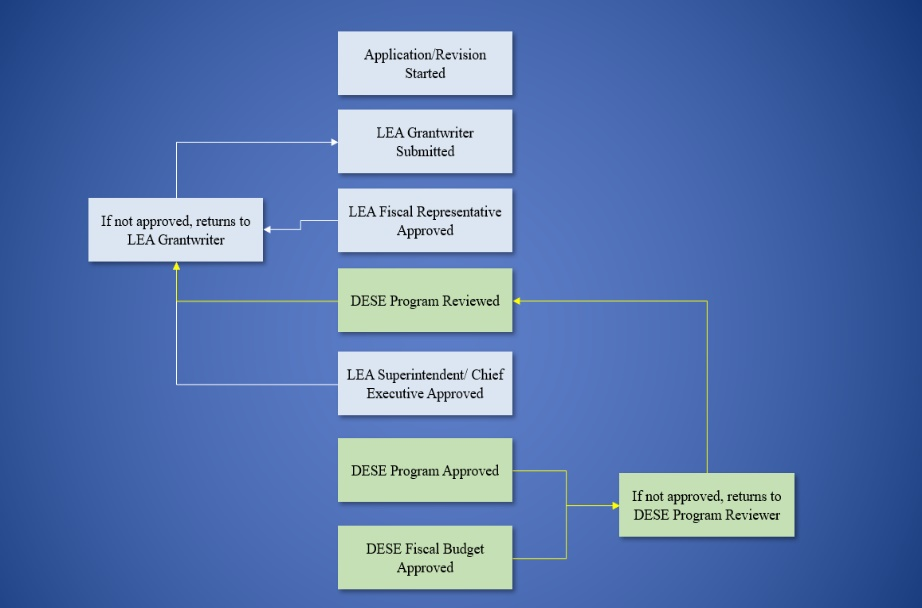 Application/Revision
Started
LEA Grantwriter
Submitted
If not approved, returns to
LEA Grantwriter
LEA Fiscal Representative
Approved
DESE Program Reviewed
LEA Superintendent/ Chief
Executive Approved
DESE Program Approved
If not approved, returns to
DESE Program Reviewer
DESE Fiscal Budget
Approved